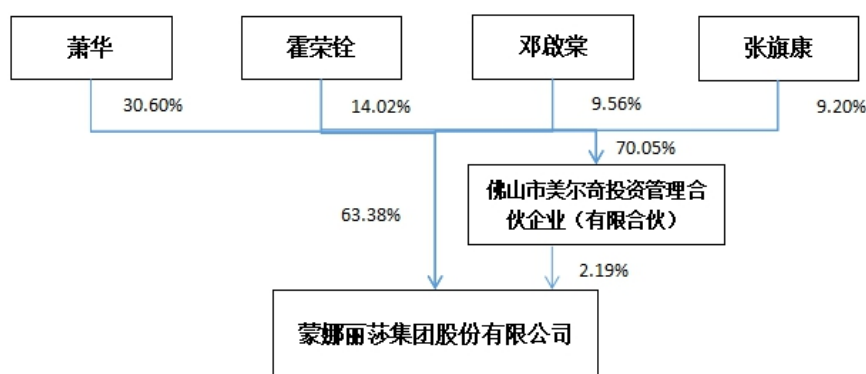 萧华
霍荣铨
邓啟棠
张旗康
30.60%
14.02%
9.56%
9.20%
70.05%
佛山市美尔奇投资管理合
伙企业（有限合伙）
63.38%
2.19%
蒙娜丽莎集团股份有限公司